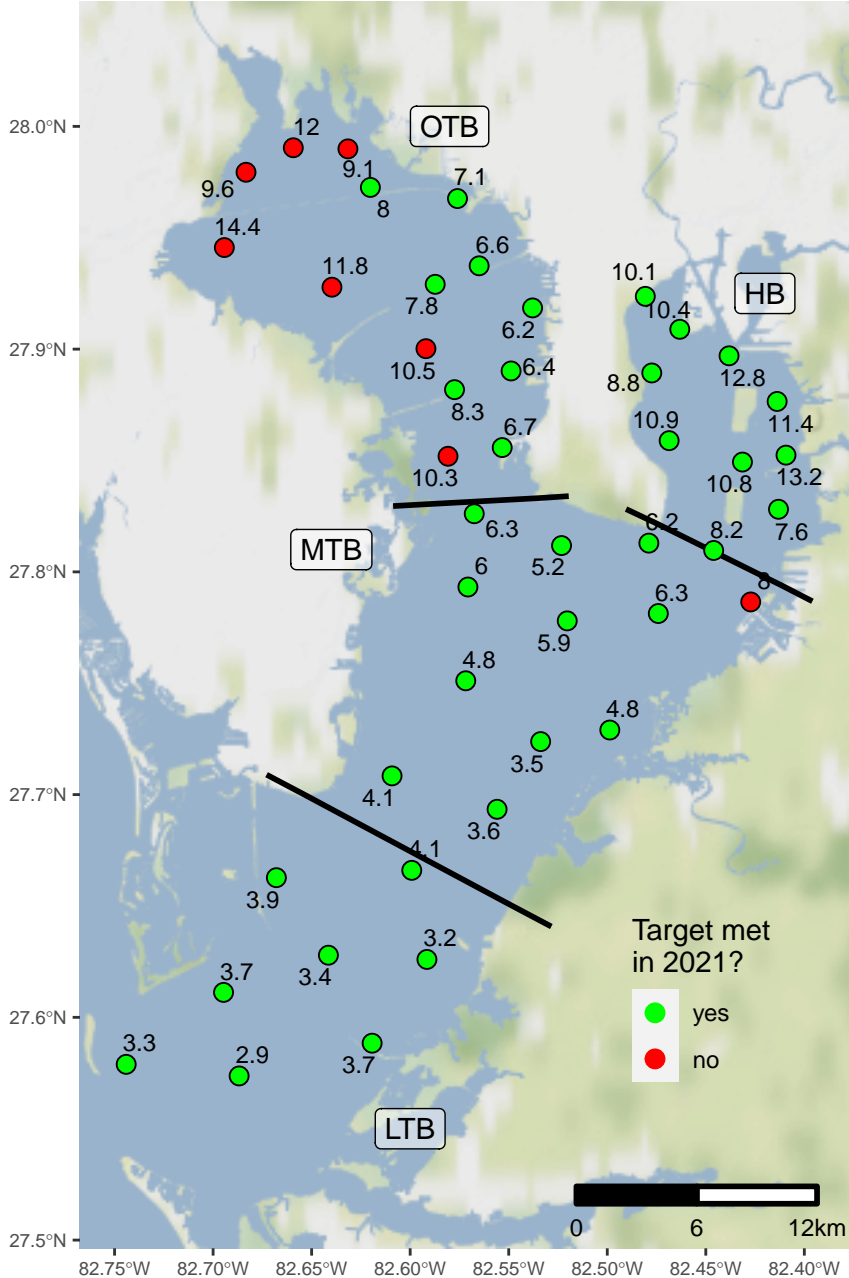 28.0°N
27.9°N
27.8°N
27.7°N
27.6°N
27.5°N
OTB
12
9.1
9.6
8
7.1
14.4
11.8
6.6
7.8
6.2
10.5
6.4
8.3
6.7
10.3
HB
10.1
10.4
8.8
12.8
11.4
10.9
10.8
13.2
7.6
8.2
MTB
6.3
5.2
6.2
8
6
5.9
6.3
4.8
4.8
3.5
4.1
3.6
4.1
3.9
3.4
3.2
3.7
3.3
2.9
3.7
LTB
Target met
in 2021?
yes
no
0 6 12km
82.75°W 82.70°W 82.65°W 82.60°W 82.55°W 82.50°W 82.45°W 82.40°W